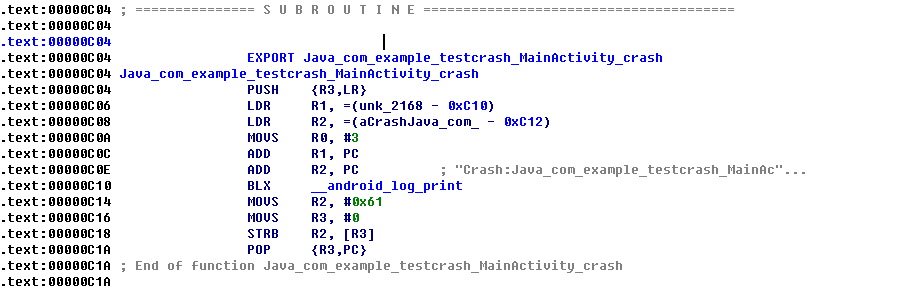 .text:00000C04 ; =============== S U B R O U T I N E =======================================
.text:00000C04
.text:00000C04
.text:00000C04 EXPORT Java_com_example_testcrash_MainActivity_crash
.text:00000C04 Java_com_example_testcrash_MainActivity_crash
.text:00000C04 PUSH {R3,LR}
.text:00000C06 LDR R1, =(unk_2168 - 0xC10)
.text:00000C08 LDR R2, =(aCrashJava_com_ - 0xC12)
.text:00000C0A MOVS R0, #3
.text:00000C0C ADD R1, PC
.text:00000C0E ADD R2, PC ; "Crash:Java_com_example_testcrash_MainAc"...
.text:00000C10 BLX __android_log_print
.text:00000C14 MOVS R2, #0x61
.text:00000C16 MOVS R3, #0
.text:00000C18 STRB R2, [R3]
.text:00000C1A POP {R3,PC}
.text:00000C1A ; End of function Java_com_example_testcrash_MainActivity_crash
.text:00000C1A